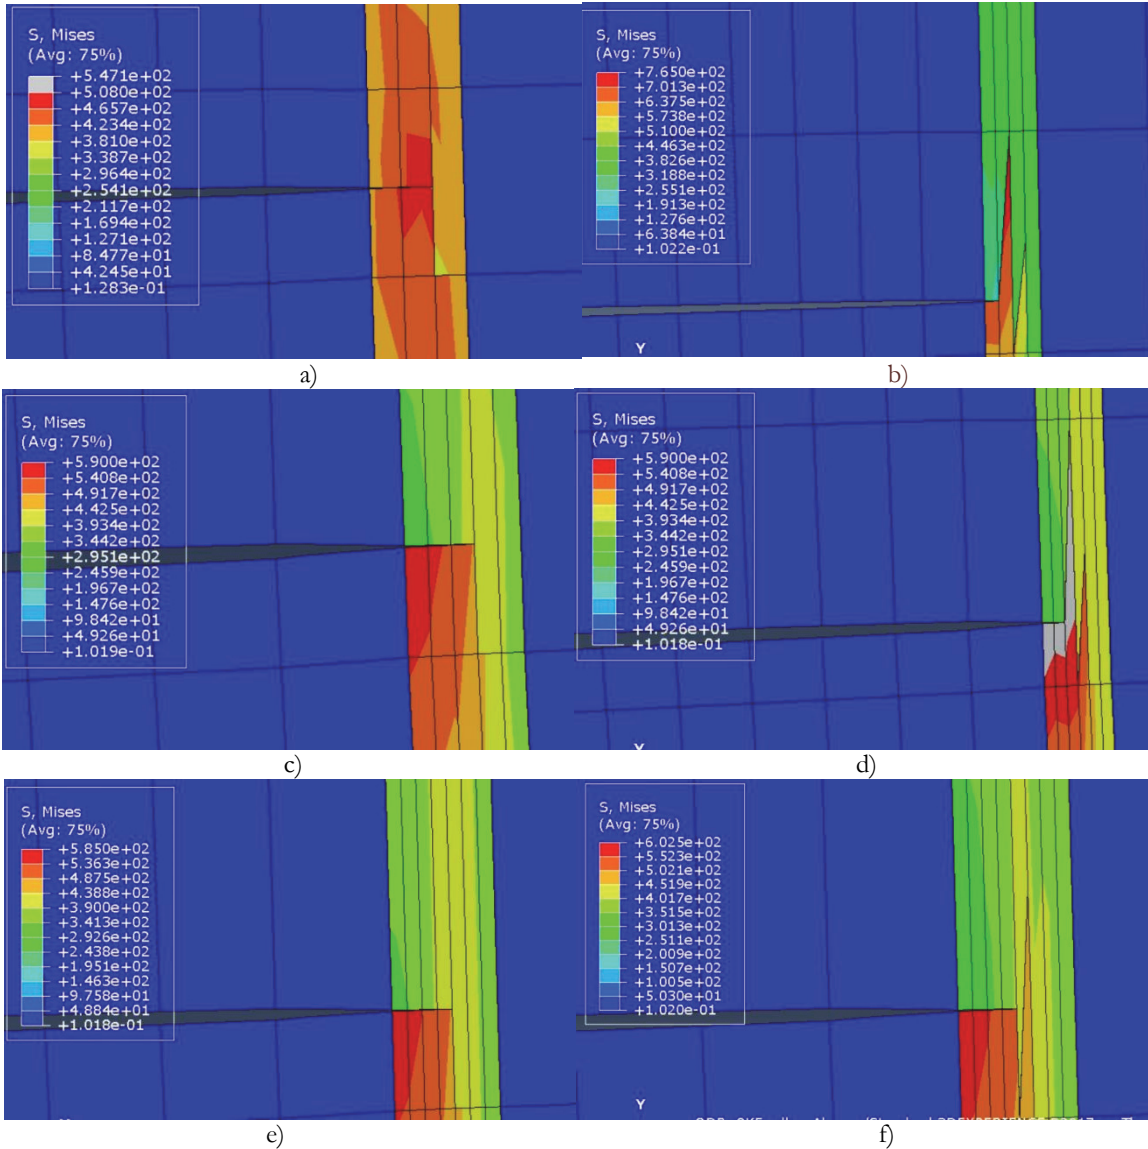 S, Mises
(Avg: 75%)
+5.471e+02
+5.080e+02
+4.657e+02
+4.234e+02
+3.810e+02
+3.387e+02
+2.964e+02
+2.541e+02
+2.117e+02
+1.694e+02
+1.271e+02
+8.477e+01
+4.245e+01
+1.283e-01
a)
S, Mises
(Avg: 75%)
+7.650e+02
+7.013e+02
+6.375e+02
+5.738e+02
+5.100e+02
+4.463e+02
+3.826e+02
+3.188e+02
+2.551e+02
+1.913e+02
+1.276e+02
+6.384e+01
+1.022e-01
Y
b)
S, Mises
(Avg: 75%)
+5.900e+02
+5.408e+02
+4.917e+02
+4.425e+02
+3.934e+02
+3.442e+02
+2.951e+02
+2.459e+02
+1.967e+02
+1.476e+02
+9.842e+01
+4.926e+01
+1.019e-01
c)
S, Mises
(Avg: 75%)
+5.900e+02
+5.408e+02
+4.917e+02
+4.425e+02
+3.934e+02
+3.442e+02
+2.951e+02
+2.459e+02
+1.967e+02
+1.476e+02
+9.842e+01
+4.926e+01
+1.018e-01
d)
S, Mises
(Avg: 75%)
+5.850e+02
+5.363e+02
+4.875e+02
+4.388e+02
+3.900e+02
+3.413e+02
+2.926e+02
+2.438e+02
+1.951e+02
+1.463e+02
+9.758e+01
+4.884e+01
+1.018e-01
e)
S, Mises
(Avg: 75%)
+6.025e+02
+5.523e+02
+5.021e+02
+4.519e+02
+4.017e+02
+3.515e+02
+3.013e+02
+2.511e+02
+2.009e+02
+1.507e+02
+1.005e+02
+5.030e+01
+1.020e-01
Y
f)